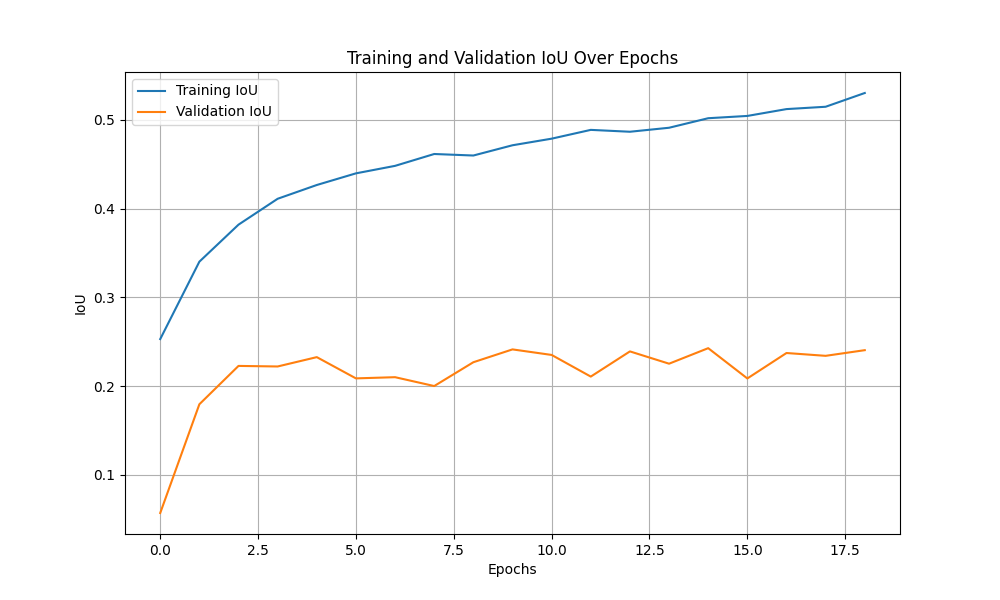 Training and Validation IoU Over Epochs
Training IoU
Validation IoU
0.5
0.4
0.3
0.2
0.1
IoU
0.0 2.5 5.0 7.5 10.0 12.5 15.0 17.5
Epochs